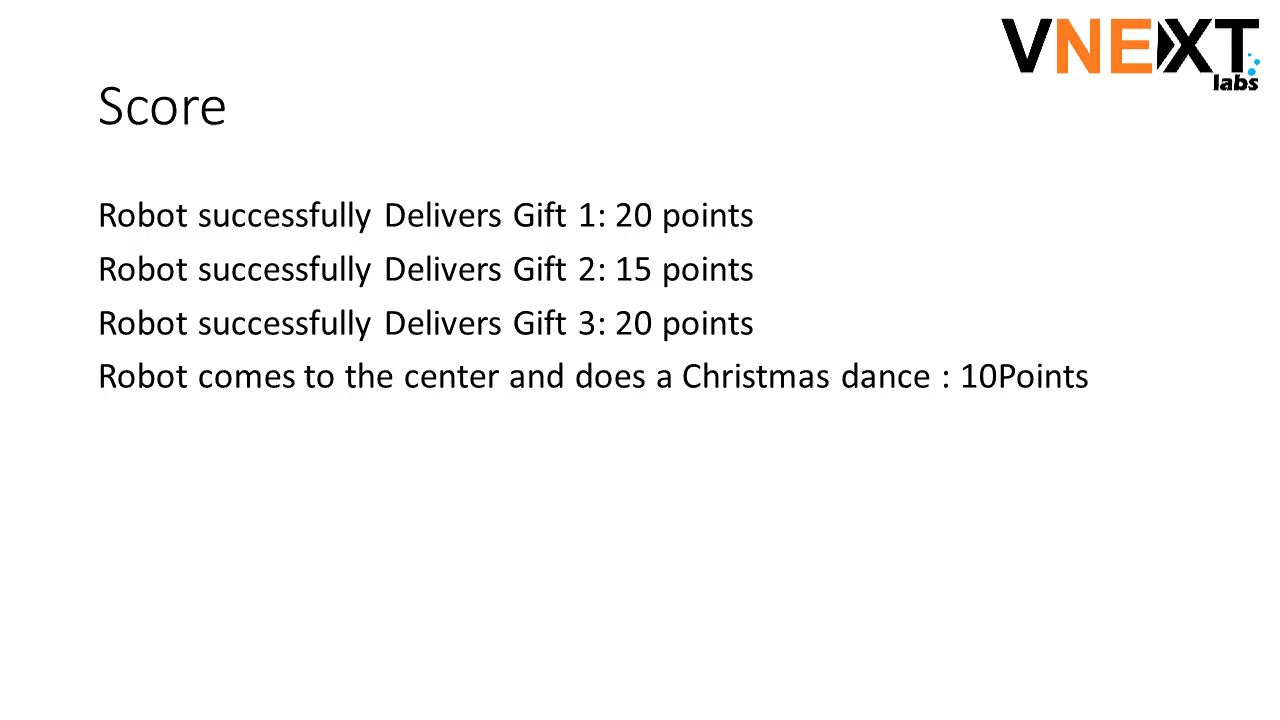 VNEXT
labs
Score
Robot successfully Delivers Gift 1: 20 points
Robot successfully Delivers Gift 2: 15 points
Robot successfully Delivers Gift 3: 20 points
Robot comes to the center and does a Christmas dance : 10Points